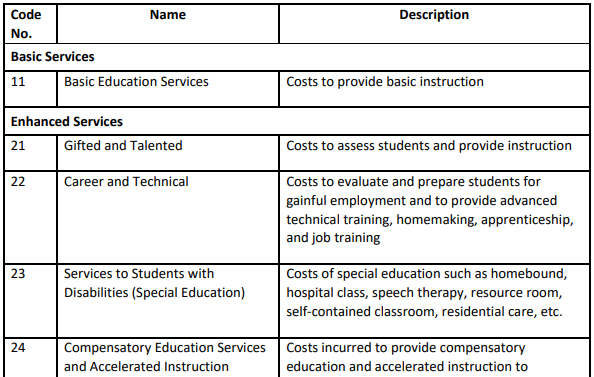 Code No. Name Description
Basic Services
11 Basic Education Services Costs to provide basic instruction
Enhanced Services
21 Gifted and Talented Costs to assess students and provide instruction
22 Career and Technical Costs to evaluate and prepare students for
gainful employment and to provide advanced
technical training, homemaking, apprenticeship,
and job training
23 Services to Students with Costs of special education such as homebound,
Disabilities (Special Education) hospital class, speech therapy, resource room,
self-contained classroom, residential care, etc.
24 Compensatory Education Services Costs incurred to provide compensatory
and Accelerated Instruction education and accelerated instruction to